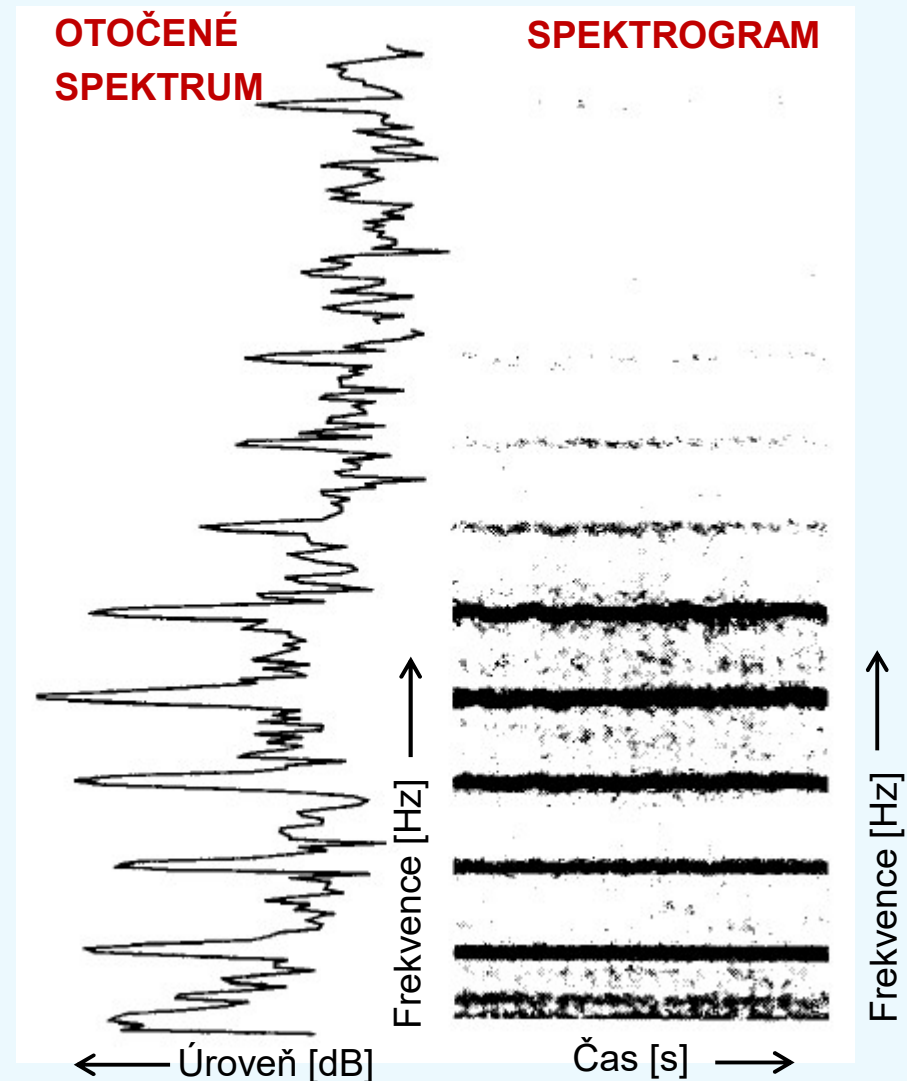 OTOČENÉ
SPEKTRUM
SPEKTROGRAM
Frekvence [Hz]
Frekvence [Hz]
Úroveň [dB]
Čas [s]